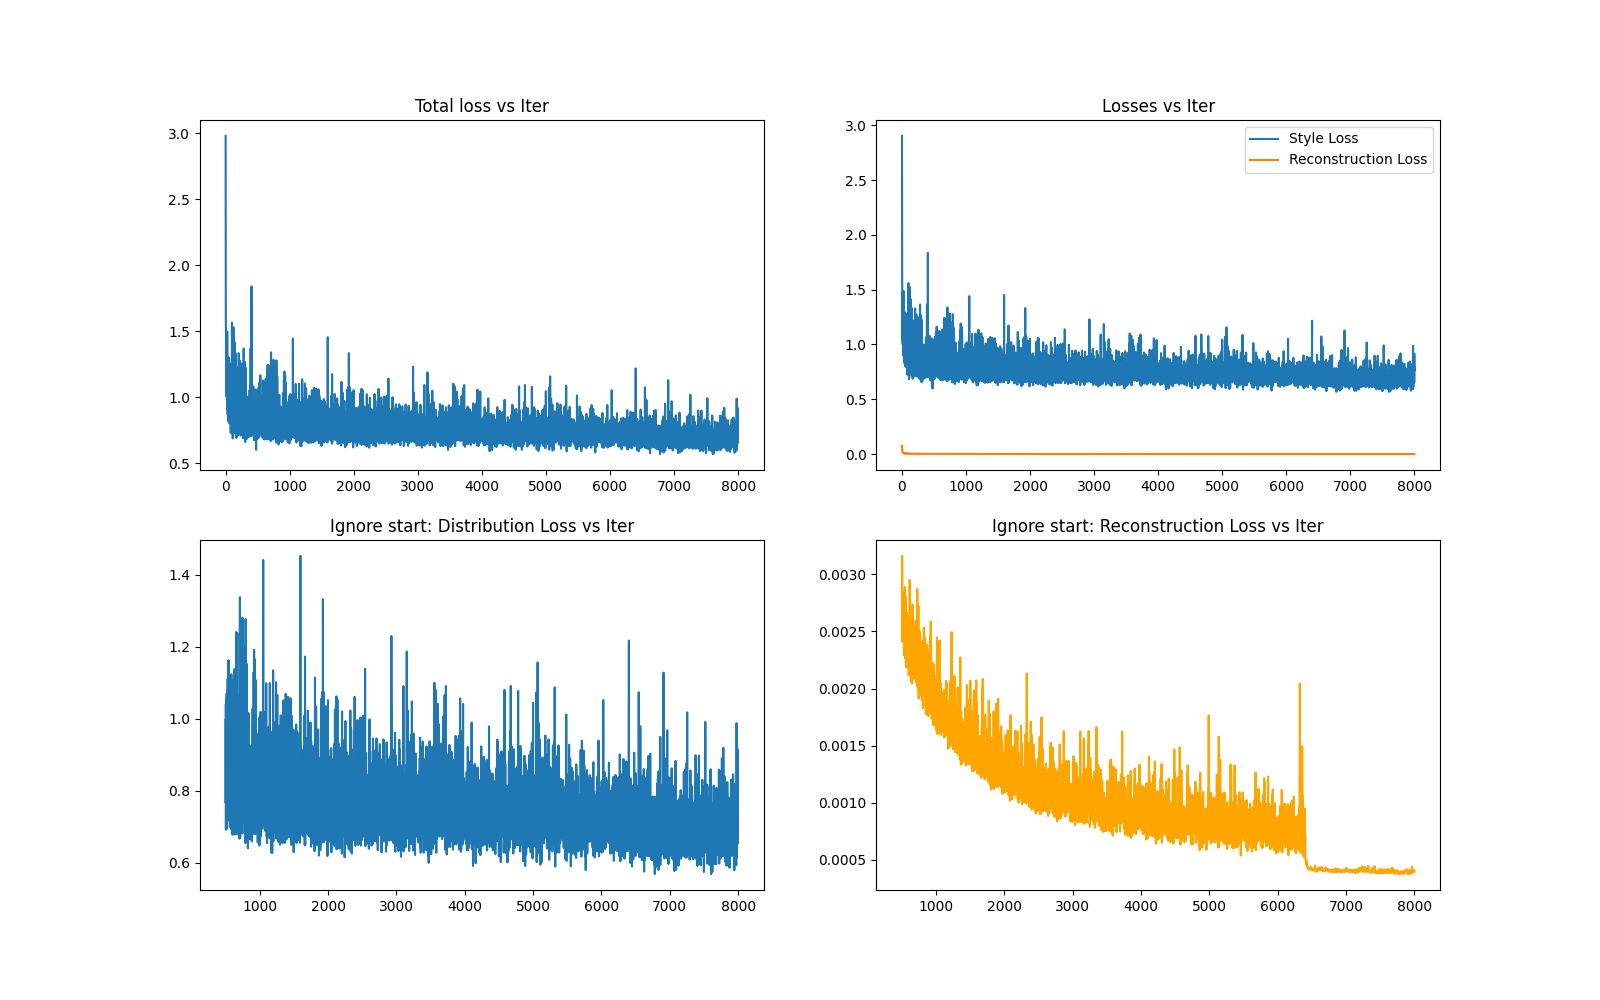 Total loss vs Iter
3.0
2.5
2.0
1.5
1.0
0.5
0 1000 2000 3000 4000 5000 6000 7000 8000
Losses vs Iter
Style Loss
Reconstruction Loss
3.0
2.5
2.0
1.5
1.0
0.5
0.0
0 1000 2000 3000 4000 5000 6000 7000 8000
Ignore start: Distribution Loss vs Iter
1.4
1.2
1.0
0.8
0.6
1000 2000 3000 4000 5000 6000 7000 8000
Ignore start: Reconstruction Loss vs Iter
0.0030
0.0025
0.0020
0.0015
0.0010
0.0005
1000 2000 3000 4000 5000 6000 7000 8000